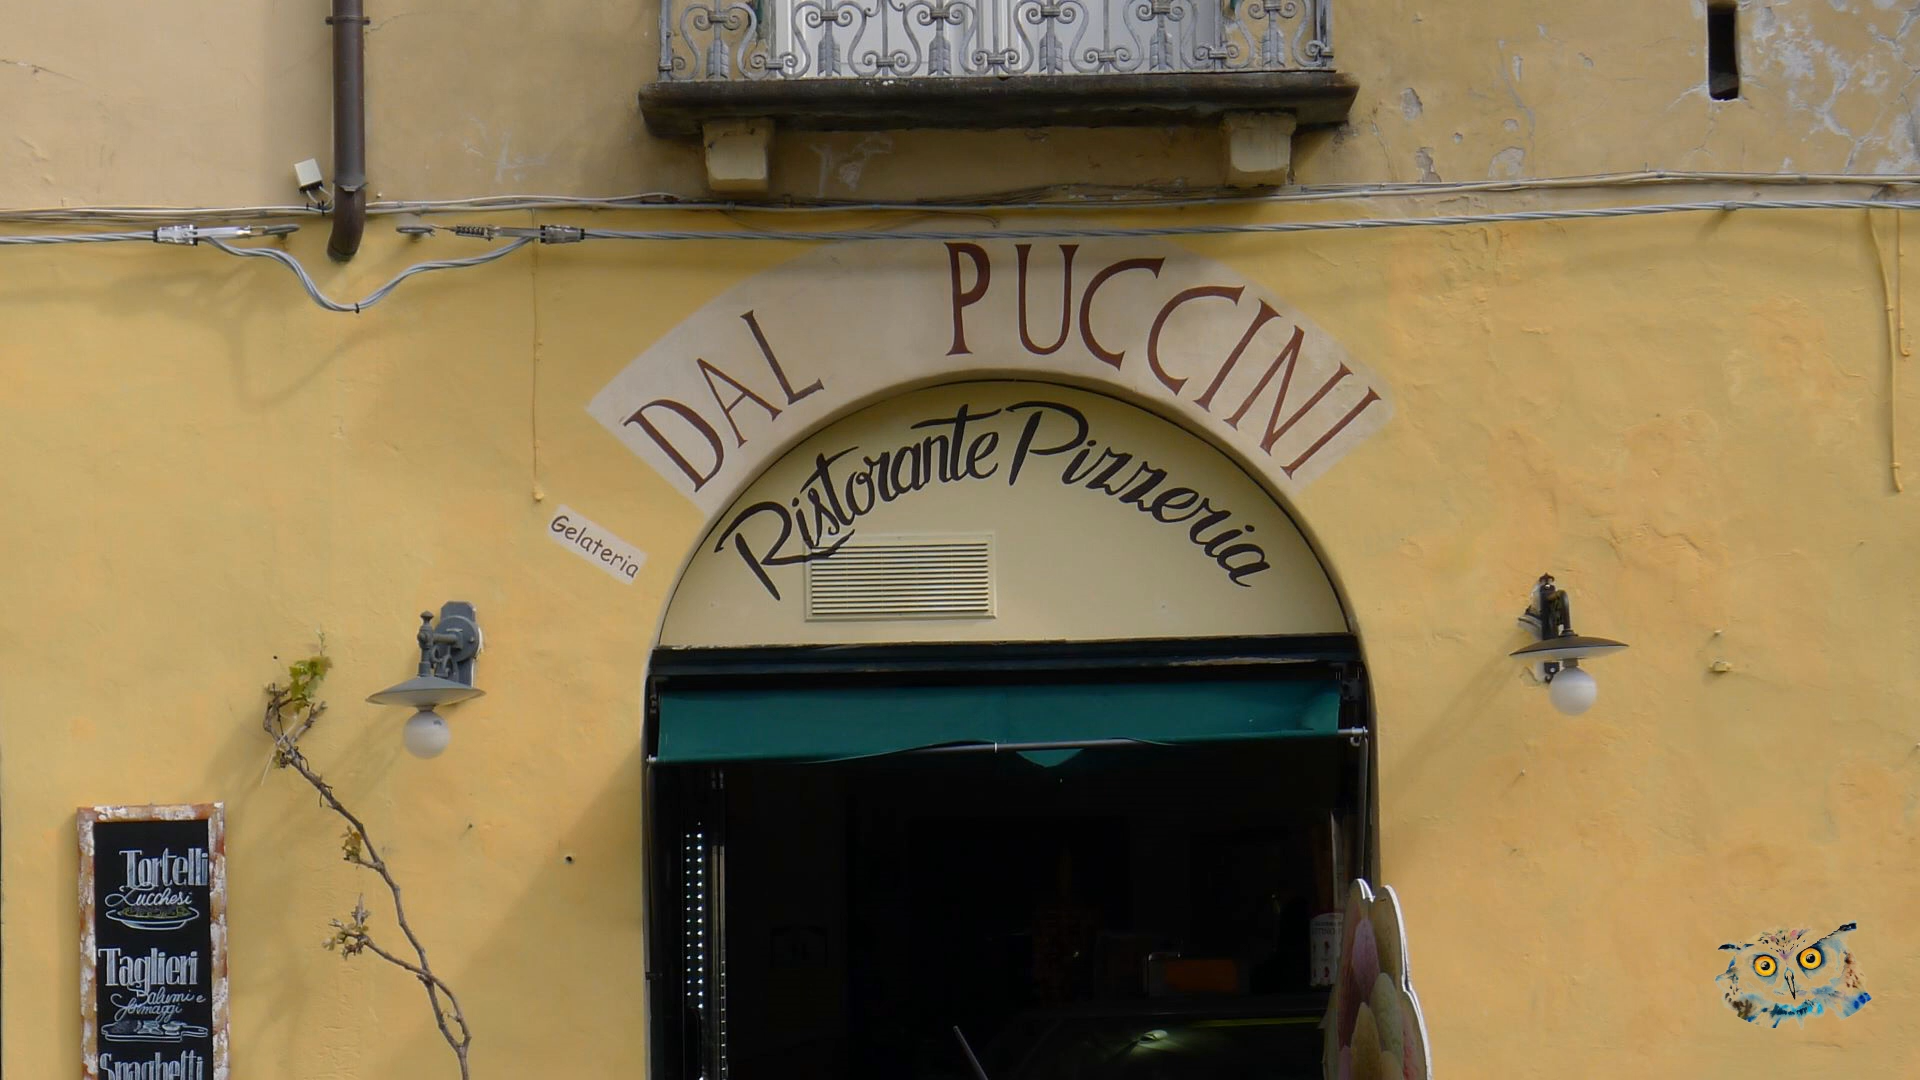 DAL PUCCINI
Ristorante Pizzeria
Gelateria
Tortelli
Lucchesi
Taglieri
Salumi e
formaggi
Spaghetti